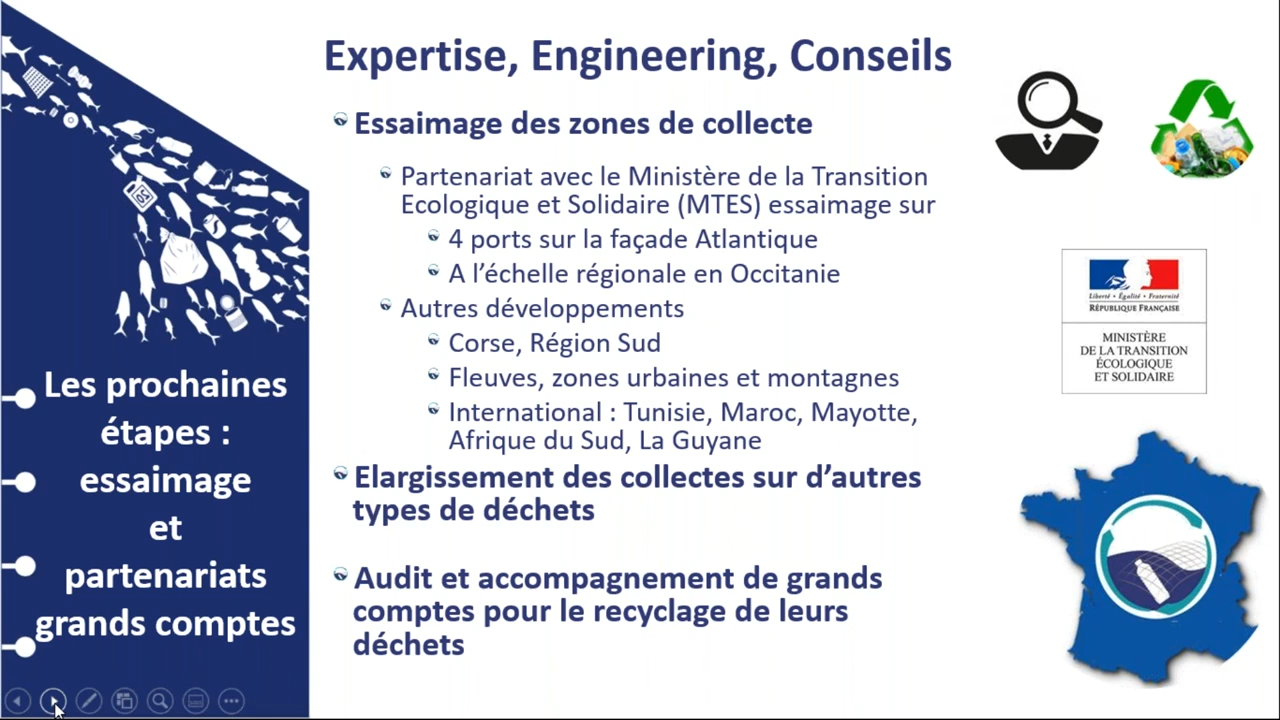 Expertise, Engineering, Conseils
Essaimage des zones de collecte
Partenariat avec le Ministère de la Transition
Ecologique et Solidaire (MTES) essaimage sur
4 ports sur la façade Atlantique
A l’échelle régionale en Occitanie
Autres développements
Corse, Région Sud
Fleuves, zones urbaines et montagnes
International : Tunisie, Maroc, Mayotte,
Afrique du Sud, La Guyane
Elargissement des collectes sur d’autres
types de déchets
Audit et accompagnement de grands
comptes pour le recyclage de leurs
déchets
Les prochaines
étapes :
essaimage
et
partenariats
grands comptes
Liberté • Égalité • Fraternité
RÉPUBLIQUE FRANÇAISE
MINISTÈRE
DE LA TRANSITION
ÉCOLOGIQUE
ET SOLIDAIRE